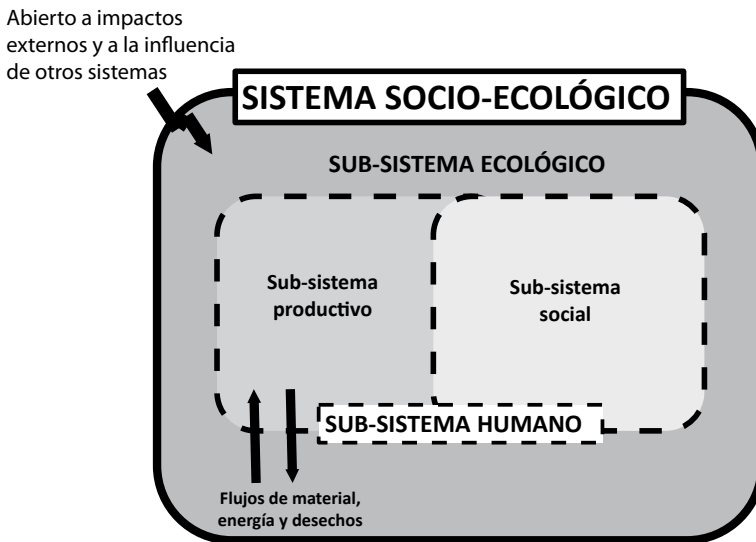 Abierto a impactos
externos y a la influencia
de otros sistemas
SISTEMA SOCIO-ECOLÓGICO
SUB-SISTEMA ECOLÓGICO
Sub-sistema
productivo
Sub-sistema
social
SUB-SISTEMA HUMANO
Flujos de material,
energía y desechos